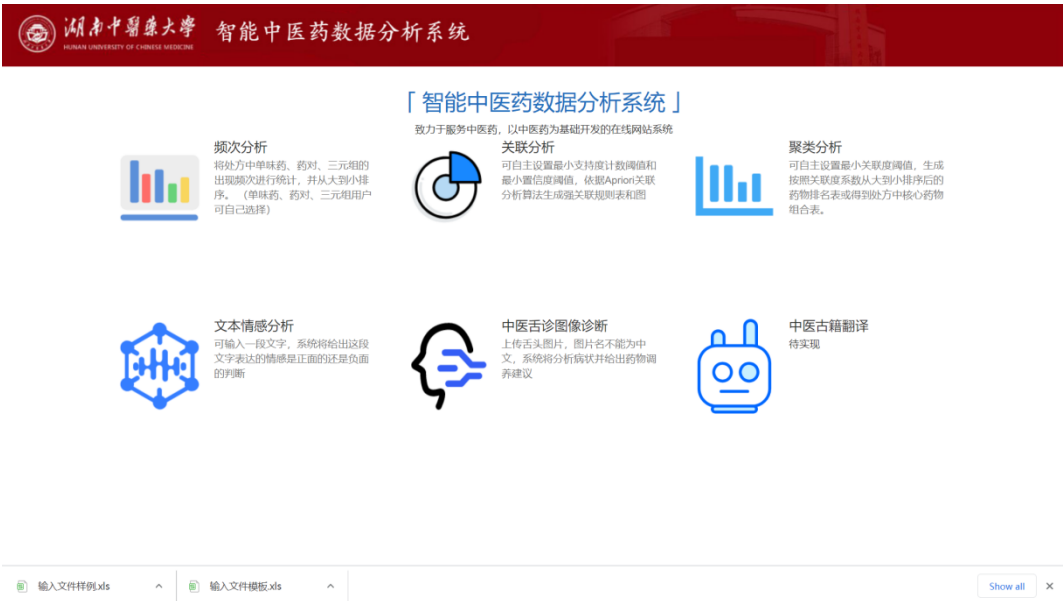 湖南中醫藥大學
HUNAN UNIVERSITY OF CHINESE MEDICINE
智能中医药数据分析系统
「智能中医药数据分析系统」
致力于服务中医药，以中医药为基础开发的在线网站系统
频次分析
将处方中单味药、药对、三元组的
出现频次进行统计，并从大到小排
序。（单味药、药对、三元组用户
可自己选择）
关联分析
可自主设置最小支持度计数阈值和
最小置信度阈值，依据Apriori关联
分析算法生成强关联规则表和图
聚类分析
可自主设置最小关联度阈值，生成
按照关联度系数从大到小排序后的
药物排名表或得到处方中核心药物
组合表。
文本情感分析
可输入一段文字，系统将给出这段
文字表达的情感是正面的还是负面
的判断
中医舌诊图像诊断
上传舌头图片，图片名不能为中
文，系统将分析病状并给出药物调
养建议
中医古籍翻译
待实现
输入文件样例.xls
输入文件模板.xls
Show all